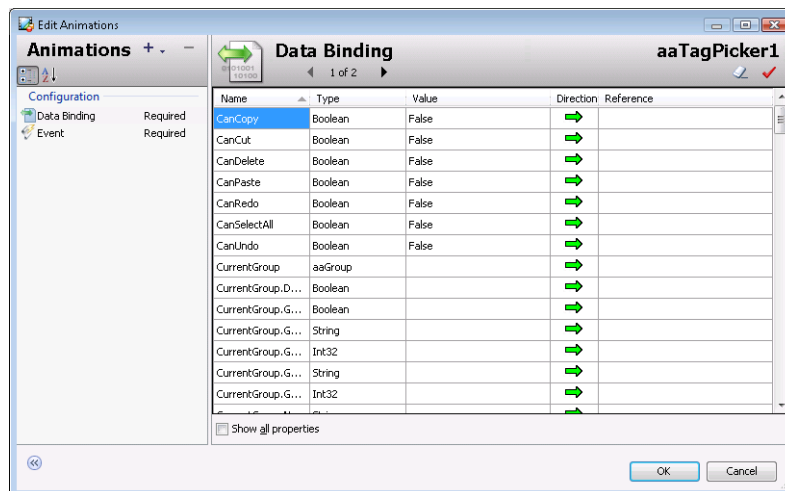 Edit Animations
Animations
Data Binding
aaTagPicker1
1 of 2
Configuration
Data Binding Required
Event Required
Name Type Value Direction Reference
CanCopy Boolean False
CanCut Boolean False
CanDelete Boolean False
CanPaste Boolean False
CanRedo Boolean False
CanSelectAll Boolean False
CanUndo Boolean False
CurrentGroup aaGroup
CurrentGroup.D... Boolean
CurrentGroup.G... Boolean
CurrentGroup.G... String
CurrentGroup.G... Int32
CurrentGroup.G... String
CurrentGroup.G... Int32
Show all properties
OK Cancel